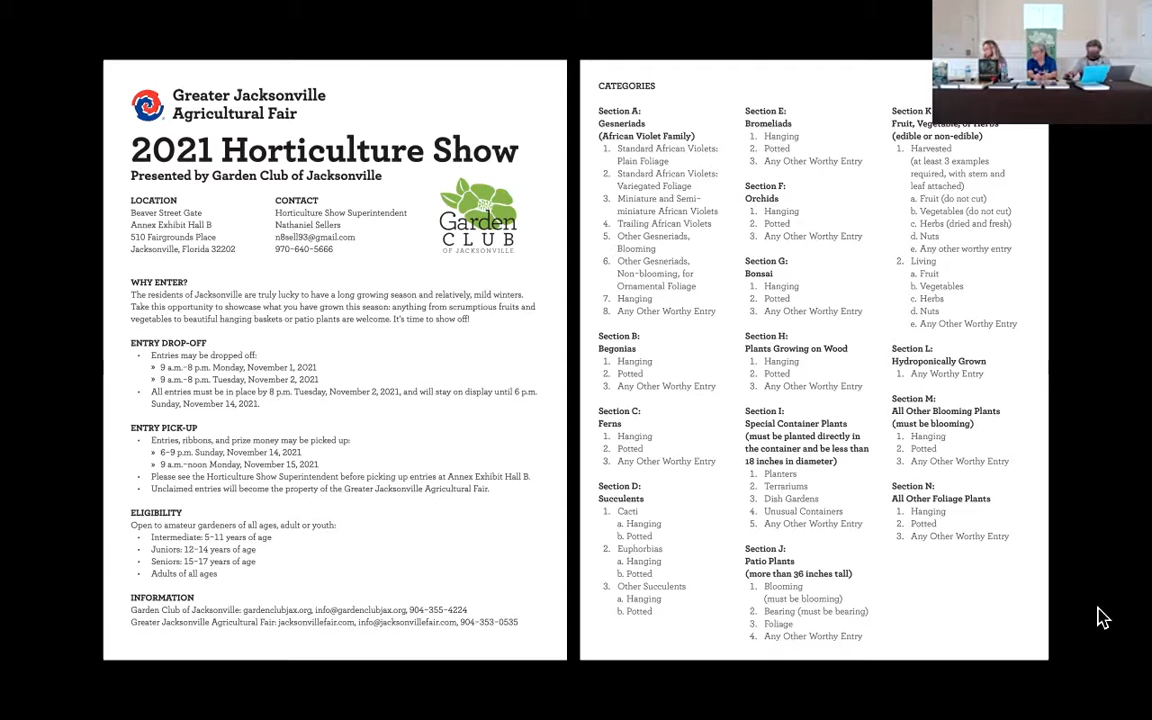 Greater Jacksonville
Agricultural Fair
2021 Horticulture Show
Presented by Garden Club of Jacksonville
LOCATION
Beaver Street Gate
Annex Exhibit Hall B
510 Fairgrounds Place
Jacksonville, Florida 32202
CONTACT
Horticulture Show Superintendent
Nathaniel Sellers
n8sell93@gmail.com
970-640-5666
Garden
CLUB
OF JACKSONVILLE
WHY ENTER?
The residents of Jacksonville are truly lucky to have a long growing season and relatively, mild winters.
Take this opportunity to showcase what you have grown this season: anything from scrumptious fruits and
vegetables to beautiful hanging baskets or patio plants are welcome. It's time to show off!
ENTRY DROP-OFF
• Entries may be dropped off:
» 9 a.m.-8 p.m. Monday, November 1, 2021
» 9 a.m.-8 p.m. Tuesday, November 2, 2021
• All entries must be in place by 8 p.m. Tuesday, November 2, 2021, and will stay on display until 6 p.m.
Sunday, November 14, 2021.
ENTRY PICK-UP
• Entries, ribbons, and prize money may be picked up:
» 6-9 p.m. Sunday, November 14, 2021
» 9 a.m.-noon Monday, November 15, 2021
• Please see the Horticulture Show Superintendent before picking up entries at Annex Exhibit Hall B.
• Unclaimed entries will become the property of the Greater Jacksonville Agricultural Fair.
ELIGIBILITY
Open to amateur gardeners of all ages, adult or youth:
• Intermediate: 5-11 years of age
• Juniors: 12-14 years of age
• Seniors: 15-17 years of age
• Adults of all ages
INFORMATION
Garden Club of Jacksonville: gardenclubjax.org, info@gardenclubjax.org, 904-355-4224
Greater Jacksonville Agricultural Fair: jacksonvillefair.com, info@jacksonvillefair.com, 904-353-0535
CATEGORIES
Section A:
Gesneriads
(African Violet Family)
1. Standard African Violets:
Plain Foliage
2. Standard African Violets:
Variegated Foliage
3. Miniature and Semi-
miniature African Violets
4. Trailing African Violets
5. Other Gesneriads,
Blooming
6. Other Gesneriads,
Non-blooming, for
Ornamental Foliage
7. Hanging
8. Any Other Worthy Entry
Section B:
Begonias
1. Hanging
2. Potted
3. Any Other Worthy Entry
Section C:
Ferns
1. Hanging
2. Potted
3. Any Other Worthy Entry
Section D:
Succulents
1. Cacti
a. Hanging
b. Potted
2. Euphorbias
a. Hanging
b. Potted
3. Other Succulents
a. Hanging
b. Potted
Section E:
Bromeliads
1. Hanging
2. Potted
3. Any Other Worthy Entry
Section F:
Orchids
1. Hanging
2. Potted
3. Any Other Worthy Entry
Section G:
Bonsai
1. Hanging
2. Potted
3. Any Other Worthy Entry
Section H:
Plants Growing on Wood
1. Hanging
2. Potted
3. Any Other Worthy Entry
Section I:
Special Container Plants
(must be planted directly in
the container and be less than
18 inches in diameter)
1. Planters
2. Terrariums
3. Dish Gardens
4. Unusual Containers
5. Any Other Worthy Entry
Section J:
Patio Plants
(more than 36 inches tall)
1. Blooming
(must be blooming)
2. Bearing (must be bearing)
3. Foliage
4. Any Other Worthy Entry
Section K
Fruit, Vegetable, or Herbs
(edible or non-edible)
1. Harvested
(at least 3 examples
required, with stem and
leaf attached)
a. Fruit (do not cut)
b. Vegetables (do not cut)
c. Herbs (dried and fresh)
d. Nuts
e. Any other worthy entry
2. Living
a. Fruit
b. Vegetables
c. Herbs
d. Nuts
e. Any Other Worthy Entry
Section L:
Hydroponically Grown
1. Any Worthy Entry
Section M:
All Other Blooming Plants
(must be blooming)
1. Hanging
2. Potted
3. Any Other Worthy Entry
Section N:
All Other Foliage Plants
1. Hanging
2. Potted
3. Any Other Worthy Entry